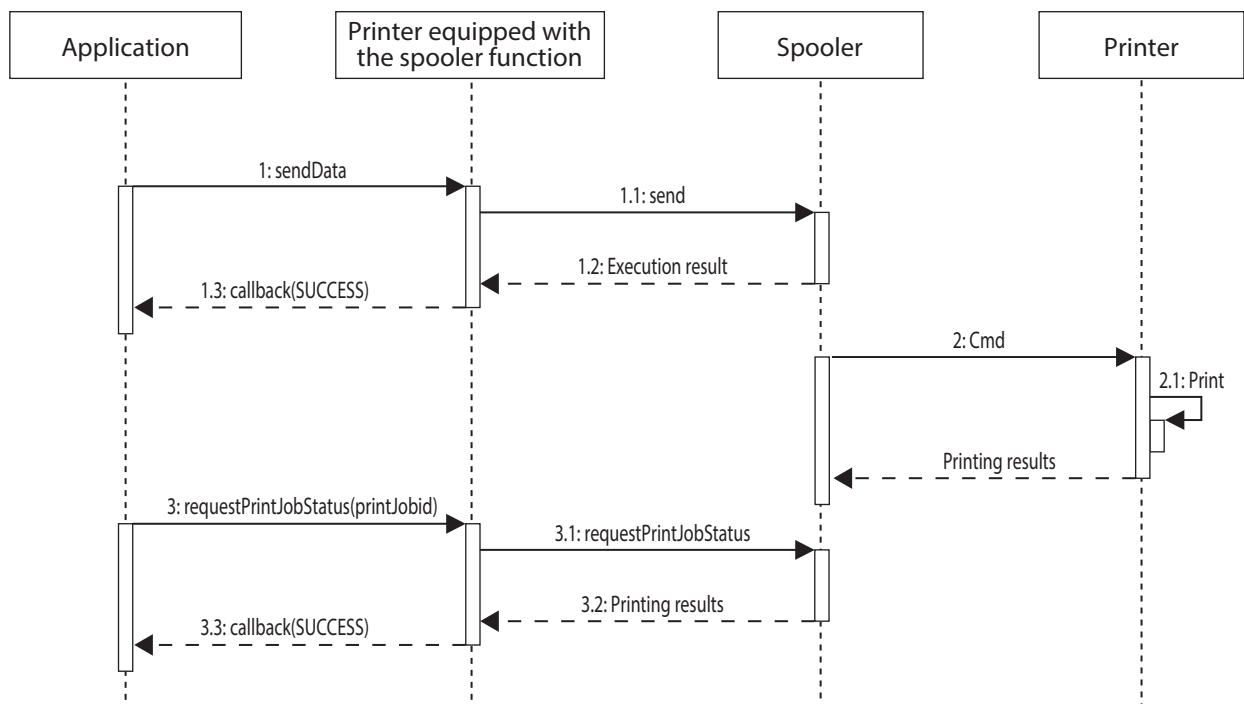 Application
Printer equipped with
the spooler function
Spooler
Printer
1: sendData
1.1: send
1.2: Execution result
1.3: callback(SUCCESS)
2: Cmd
2.1: Print
Printing results
3: requestPrintJobStatus(printJobid)
3.1: requestPrintJobStatus
3.2: Printing results
3.3: callback(SUCCESS)